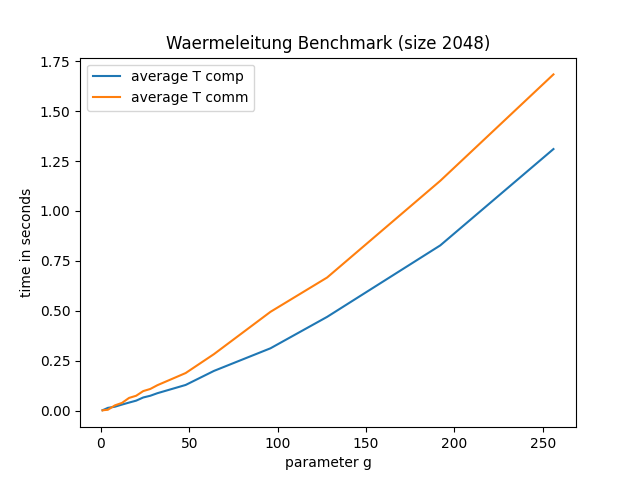 Waermeleitung Benchmark (size 2048)
average T comp
average T comm
time in seconds
1.75
1.50
1.25
1.00
0.75
0.50
0.25
0.00
0 50 100 150 200 250
parameter g